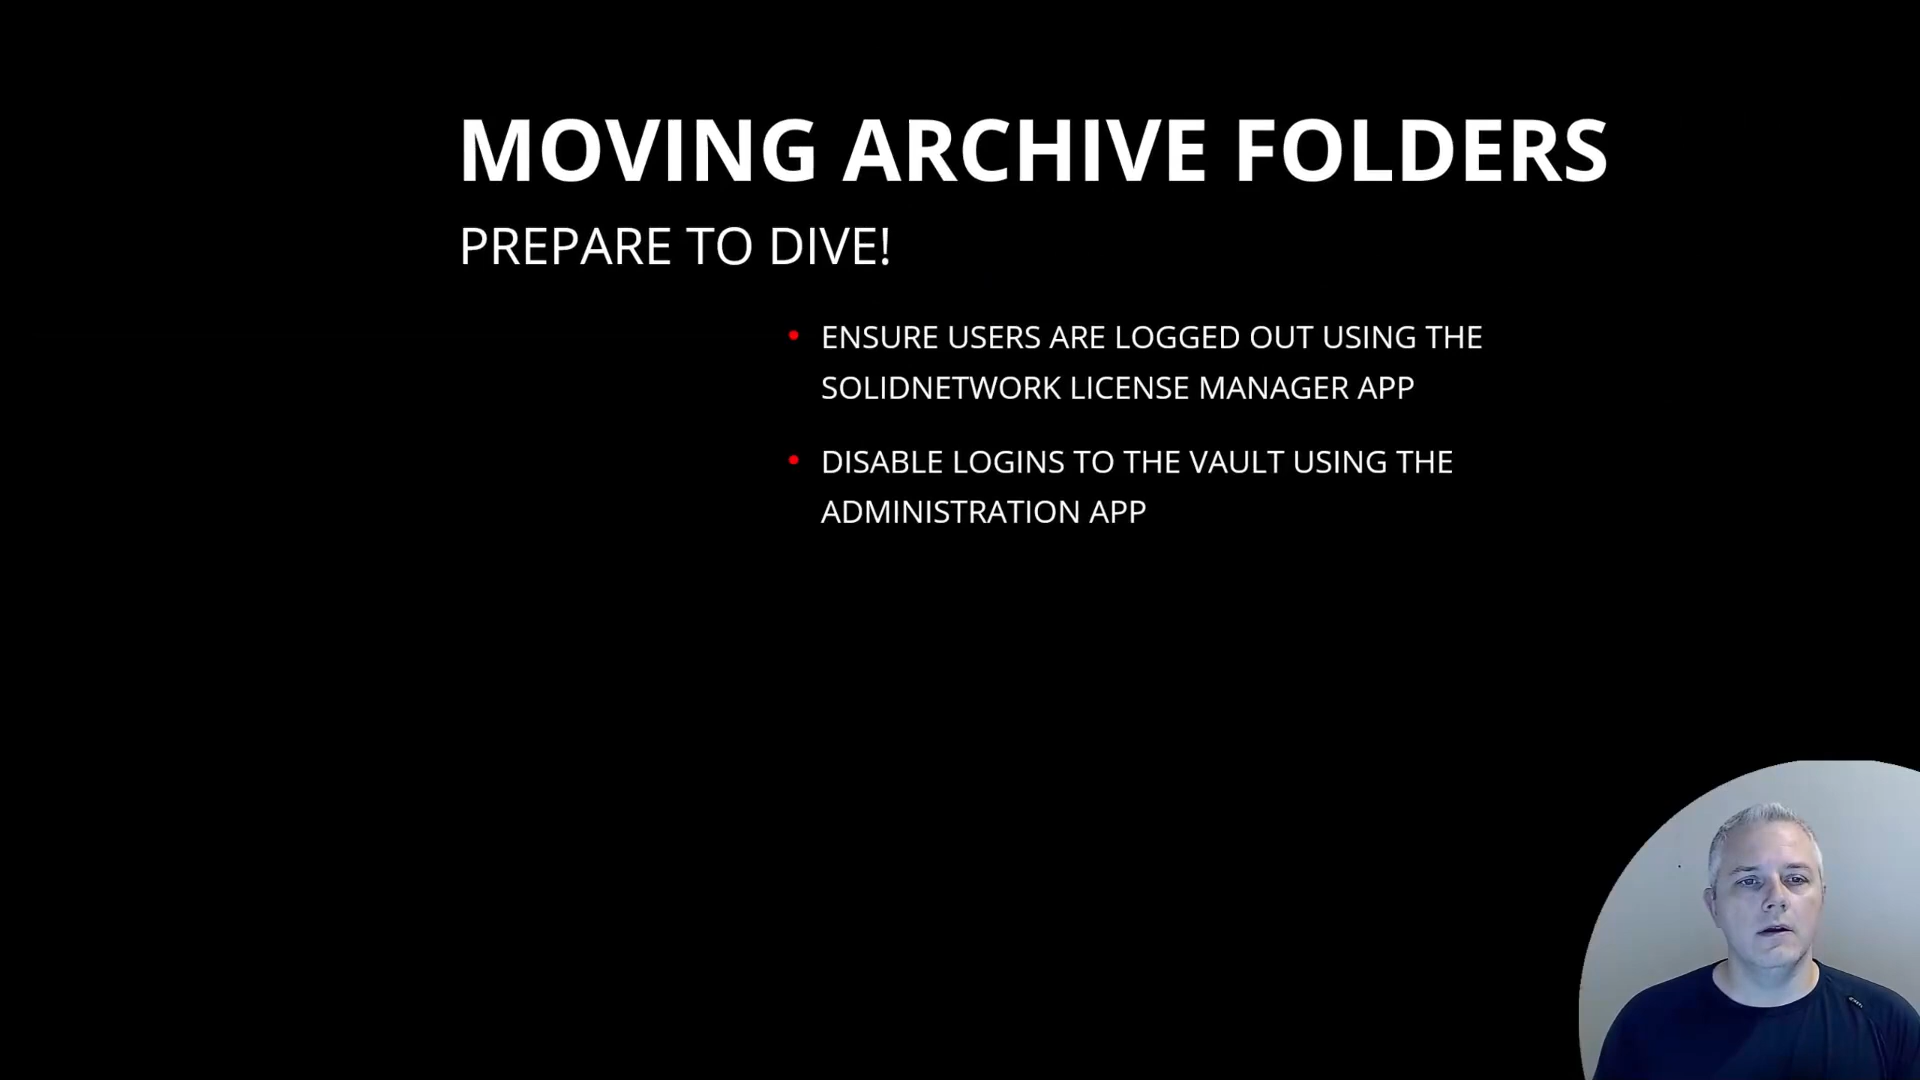 MOVING ARCHIVE FOLDERS
PREPARE TO DIVE!
• ENSURE USERS ARE LOGGED OUT USING THE
SOLIDNETWORK LICENSE MANAGER APP
• DISABLE LOGINS TO THE VAULT USING THE
ADMINISTRATION APP